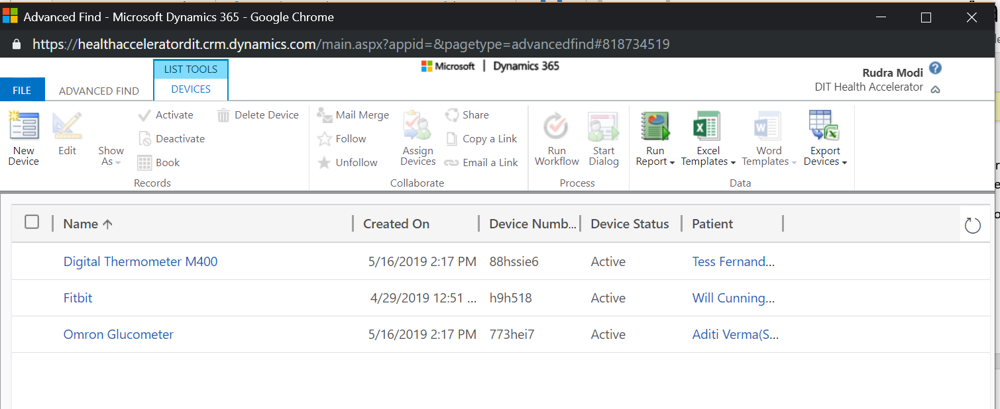 Advanced Find - Microsoft Dynamics 365 - Google Chrome
https://healthacceleratordit.crm.dynamics.com/main.aspx?appid=&pagetype=advancedfind#818734519
Microsoft | Dynamics 365
Rudra Modi
DIT Health Accelerator
FILE
ADVANCED FIND
LIST TOOLS
DEVICES
New
Device
Edit
Show
As
Activate
Deactivate
Book
Delete Device
Records
Mail Merge
Follow
Unfollow
Assign
Devices
Share
Copy a Link
Email a Link
Collaborate
Run
Workflow
Start
Dialog
Process
Run
Report
Excel
Templates
Word
Templates
Export
Devices
Data
Name Created On Device Numb... Device Status Patient
Digital Thermometer M400 5/16/2019 2:17 PM 88hssie6 Active Tess Fernand...
Fitbit 4/29/2019 12:51 ... h9h518 Active Will Cunning...
Omron Glucometer 5/16/2019 2:17 PM 773hei7 Active Aditi Verma(S...